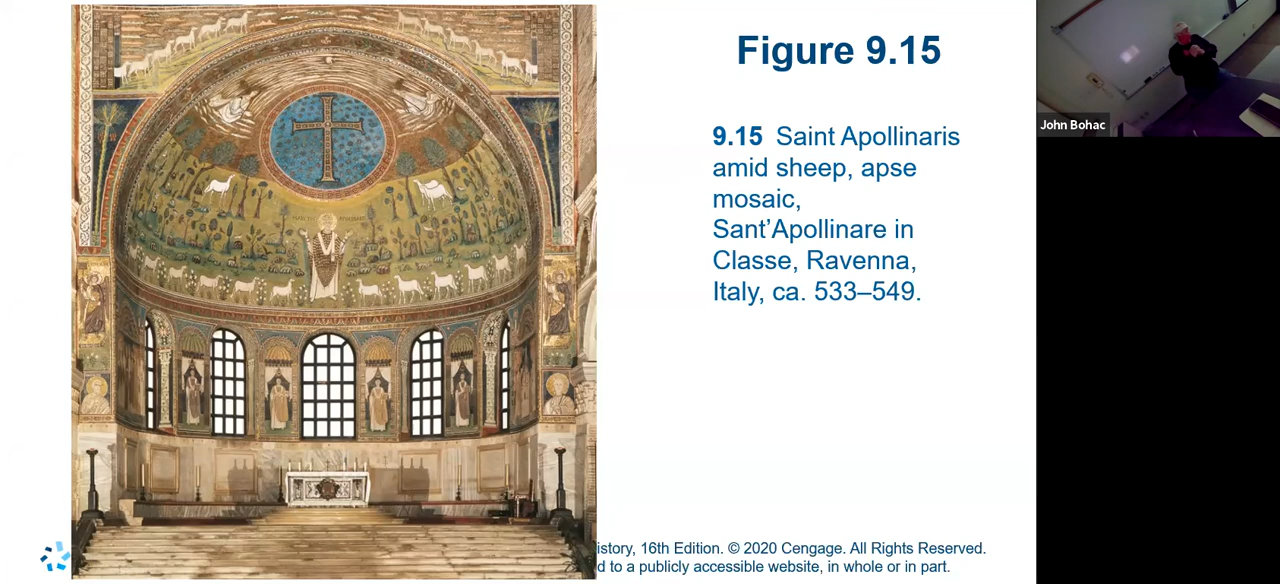 Figure 9.15
9.15 Saint Apollinaris
amid sheep, apse
mosaic,
Sant’Apollinare in
Classe, Ravenna,
Italy, ca. 533–549.
istory, 16th Edition. © 2020 Cengage. All Rights Reserved.
d to a publicly accessible website, in whole or in part.
John Bohac